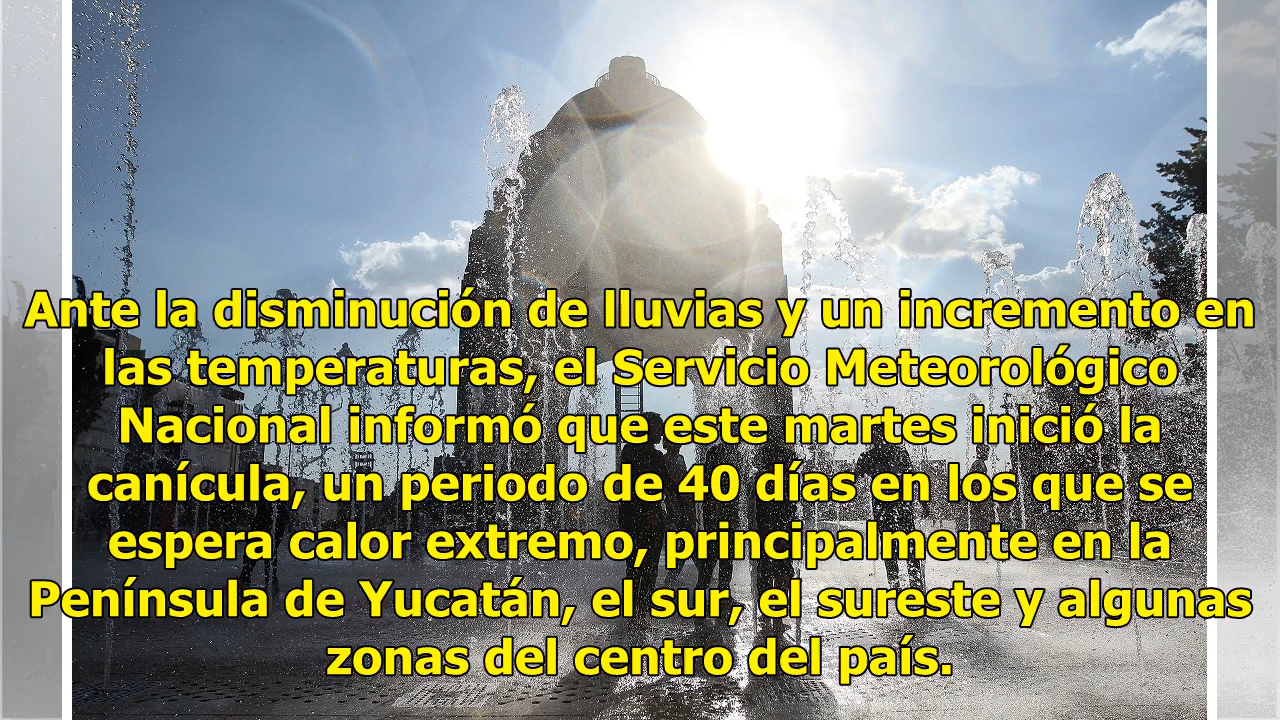 Ante la disminución de lluvias y un incremento en
las temperaturas, el Servicio Meteorológico
Nacional informó que este martes inició la
canícula, un periodo de 40 días en los que se
espera calor extremo, principalmente en la
Península de Yucatán, el sur, el sureste y algunas
zonas del centro del país.